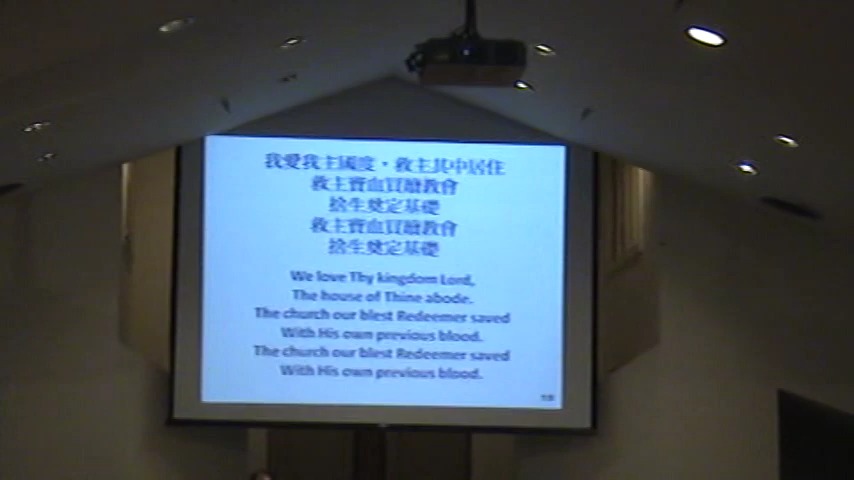 我愛我主國度,救主其中居住
救主寶血買贖教會
捨生奠定基礎
救主寶血買贖教會
捨生奠定基礎
We love Thy kingdom Lord,
The house of Thine abode.
The church our blest Redeemer saved
With His own previous blood.
The church our blest Redeemer saved
With His own previous blood.